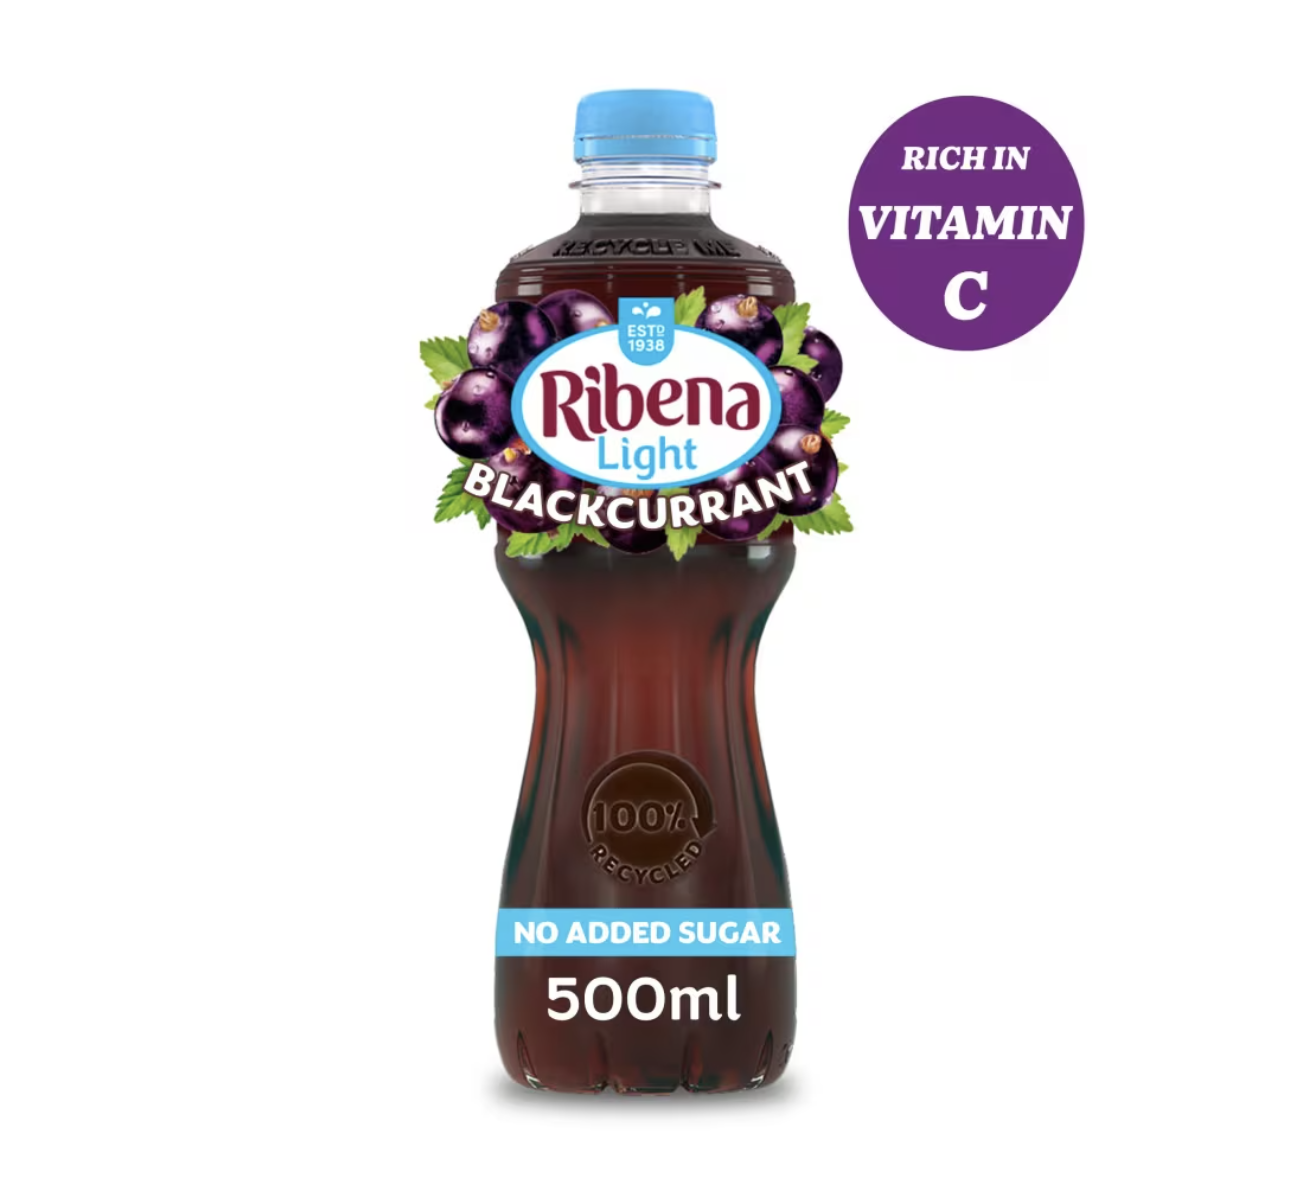 RECYCLE ME
ESTD
1938
Ribena
Light
BLACKCURRANT
100%
RECYCLED
NO ADDED SUGAR
500ml
RICH IN
VITAMIN
C